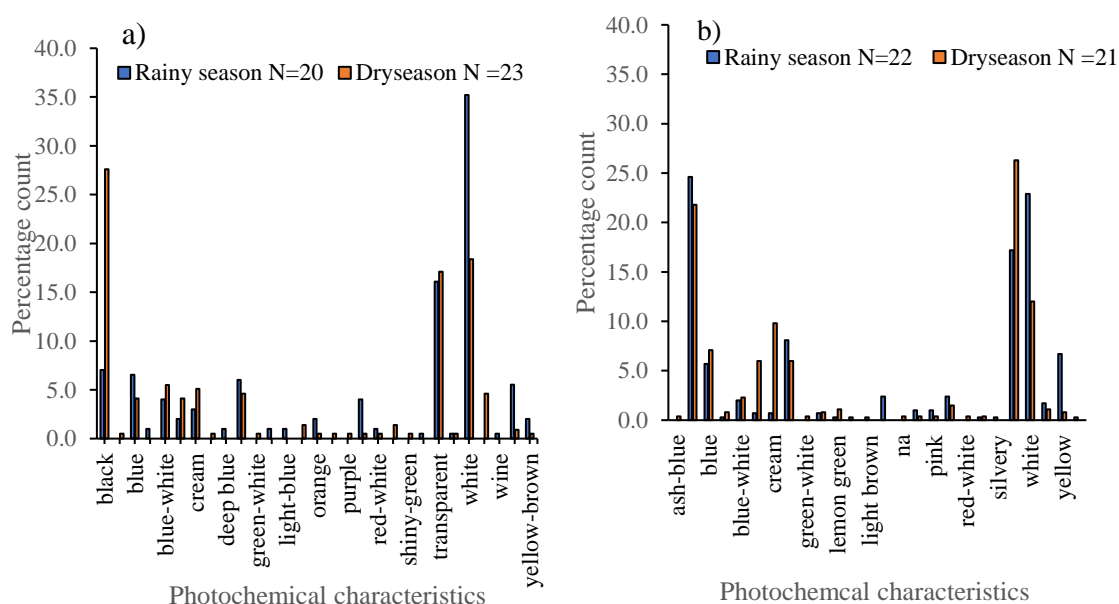 a)
Rainy season N=20 Dryseason N =23
Percentage count
40.0
35.0
30.0
25.0
20.0
15.0
10.0
5.0
0.0
black
blue
blue-white
cream
deep blue
green-white
light-blue
orange
purple
red-white
shiny-green
transparent
white
wine
yellow-brown
Photochemical characteristics
b)
Rainy season N=22 Dryseason N =21
Percentage count
40.0
35.0
30.0
25.0
20.0
15.0
10.0
5.0
0.0
ash-blue
blue
blue-white
cream
green-white
lemon green
light brown
na
pink
red-white
silvery
white
yellow
Photochemcal characteristics